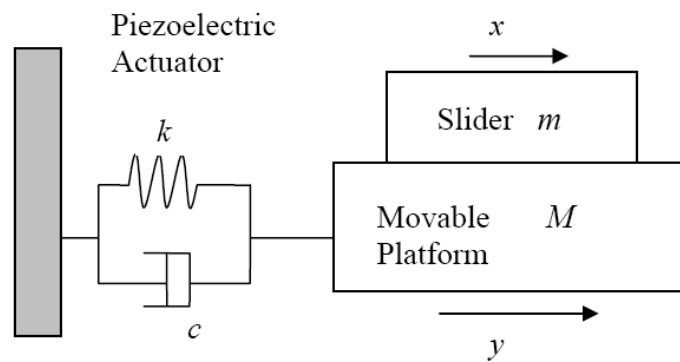 Piezoelectric
Actuator
x
k
Slider m
Movable M
Platform
c
y